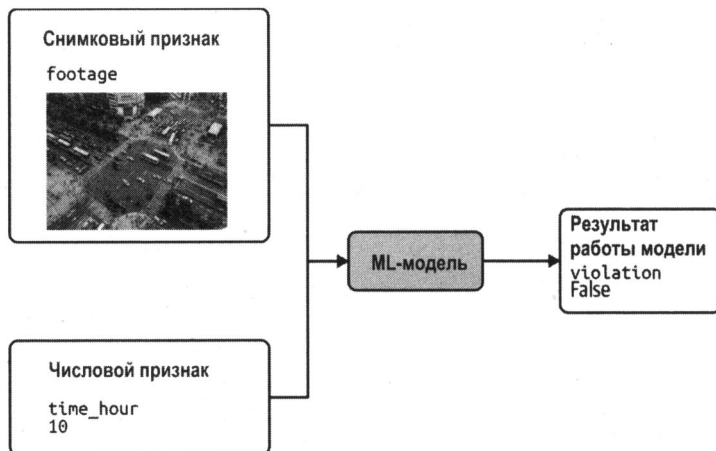 Снимковый признак
footage
ML-модель
Результат
работы модели
violation
False
Числовой признак
time_hour
10